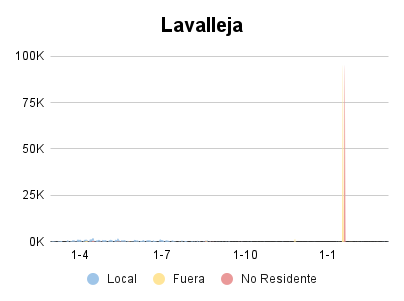 Lavalleja
100K
75K
50K
25K
0K
1-4 1-7 1-10 1-1
Local Fuera No Residente